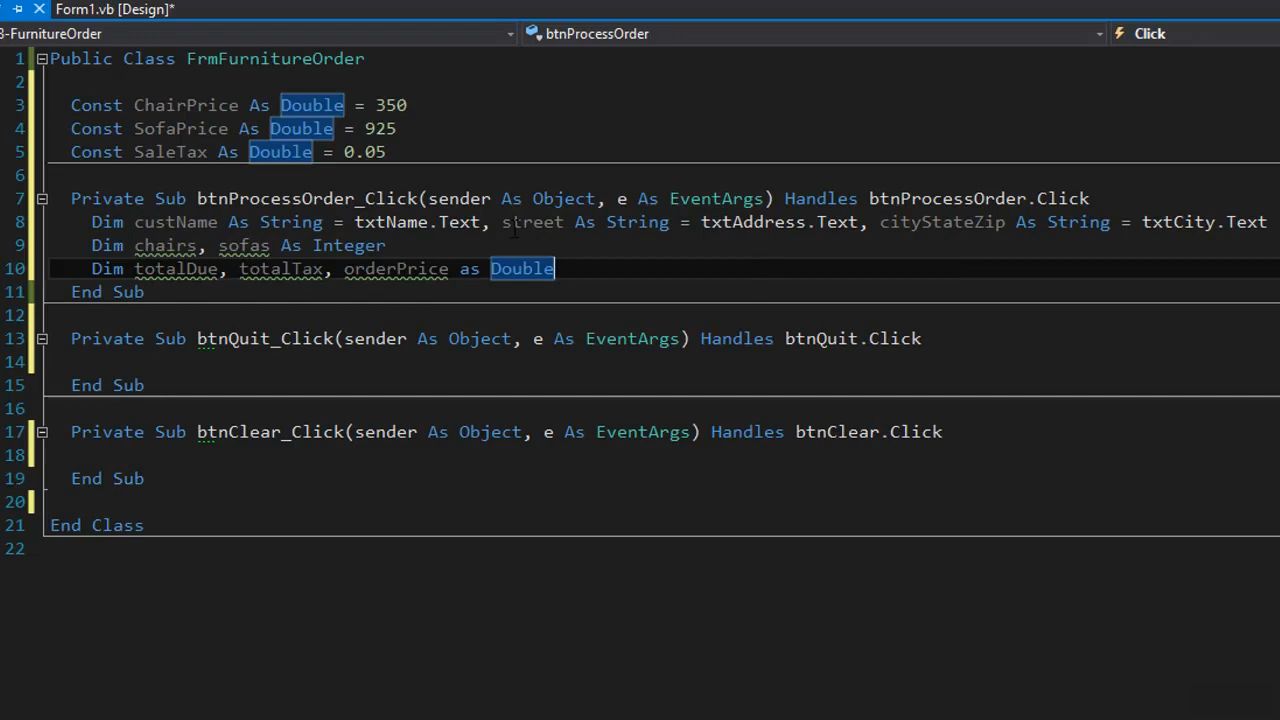 Form1.vb [Design]*
3-FurnitureOrder btnProcessOrder Click
1 Public Class FrmFurnitureOrder
2
3 Const ChairPrice As Double = 350
4 Const SofaPrice As Double = 925
5 Const SaleTax As Double = 0.05
6
7 Private Sub btnProcessOrder_Click(sender As Object, e As EventArgs) Handles btnProcessOrder.Click
8 Dim custName As String = txtName.Text, street As String = txtAddress.Text, cityStateZip As String = txtCity.Text
9 Dim chairs, sofas As Integer
10 Dim totalDue, totalTax, orderPrice as Double
11 End Sub
12
13 Private Sub btnQuit_Click(sender As Object, e As EventArgs) Handles btnQuit.Click
14
15 End Sub
16
17 Private Sub btnClear_Click(sender As Object, e As EventArgs) Handles btnClear.Click
18
19 End Sub
20
21 End Class
22